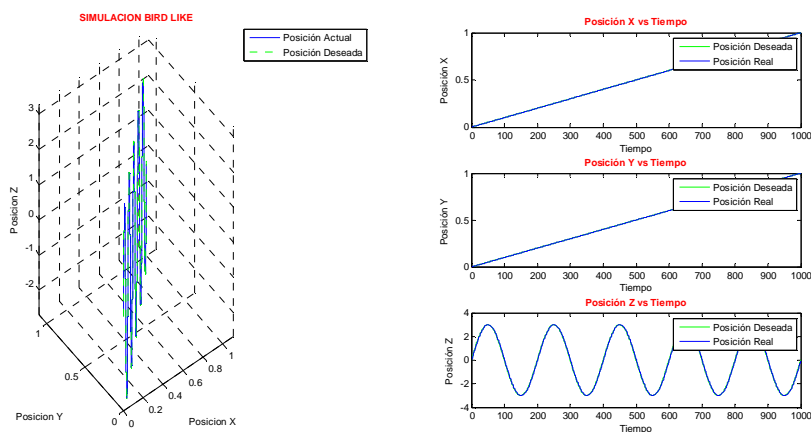 SIMULACION BIRD LIKE
Posición Actual
Posición Deseada
Posicion Z
3
2
1
0
-1
-2
1
0.5
0
Posicion Y
0
0.2
0.4
0.6
0.8
1
Posicion X
Posición X vs Tiempo
Posición X
1
0.5
0
Posición Deseada
Posición Real
0 100 200 300 400 500 600 700 800 900 1000
Tiempo
Posición Y vs Tiempo
Posición Y
1
0.5
0
Posición Deseada
Posición Real
0 100 200 300 400 500 600 700 800 900 1000
Tiempo
Posición Z vs Tiempo
Posición Z
4
2
0
-2
-4
Posición Deseada
Posición Real
0 100 200 300 400 500 600 700 800 900 1000
Tiempo